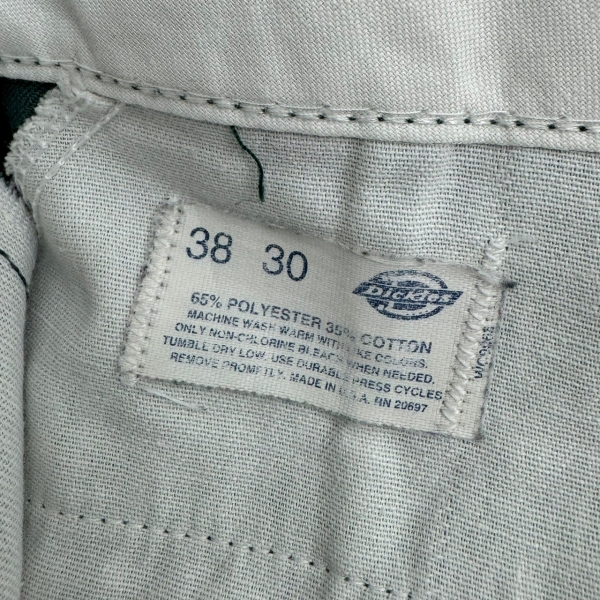 38 30
Dickies
65% POLYESTER 35% COTTON
MACHINE WASH WARM WITH LIKE COLORS.
ONLY NON-CHLORINE BLEACH WHEN NEEDED.
TUMBLE DRY LOW. USE DURABLE PRESS CYCLES
REMOVE PROMPTLY. MADE IN U.S.A. RN 20697